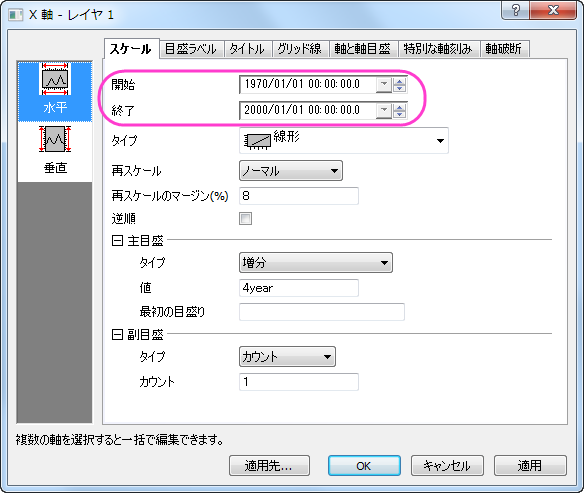 X 軸 - レイヤ 1
スケール 目盛ラベル タイトル グリッド線 軸と軸目盛 特別な軸刻み 軸破断
水平
垂直
開始 1970/01/01 00:00:00.0
終了 2000/01/01 00:00:00.0
タイプ 線形
再スケール ノーマル
再スケールのマージン(%) 8
逆順
主目盛
タイプ 増分
値 4year
最初の目盛り
副目盛
タイプ カウント
カウント 1
複数の軸を選択すると一括で編集できます。
適用先... OK キャンセル 適用